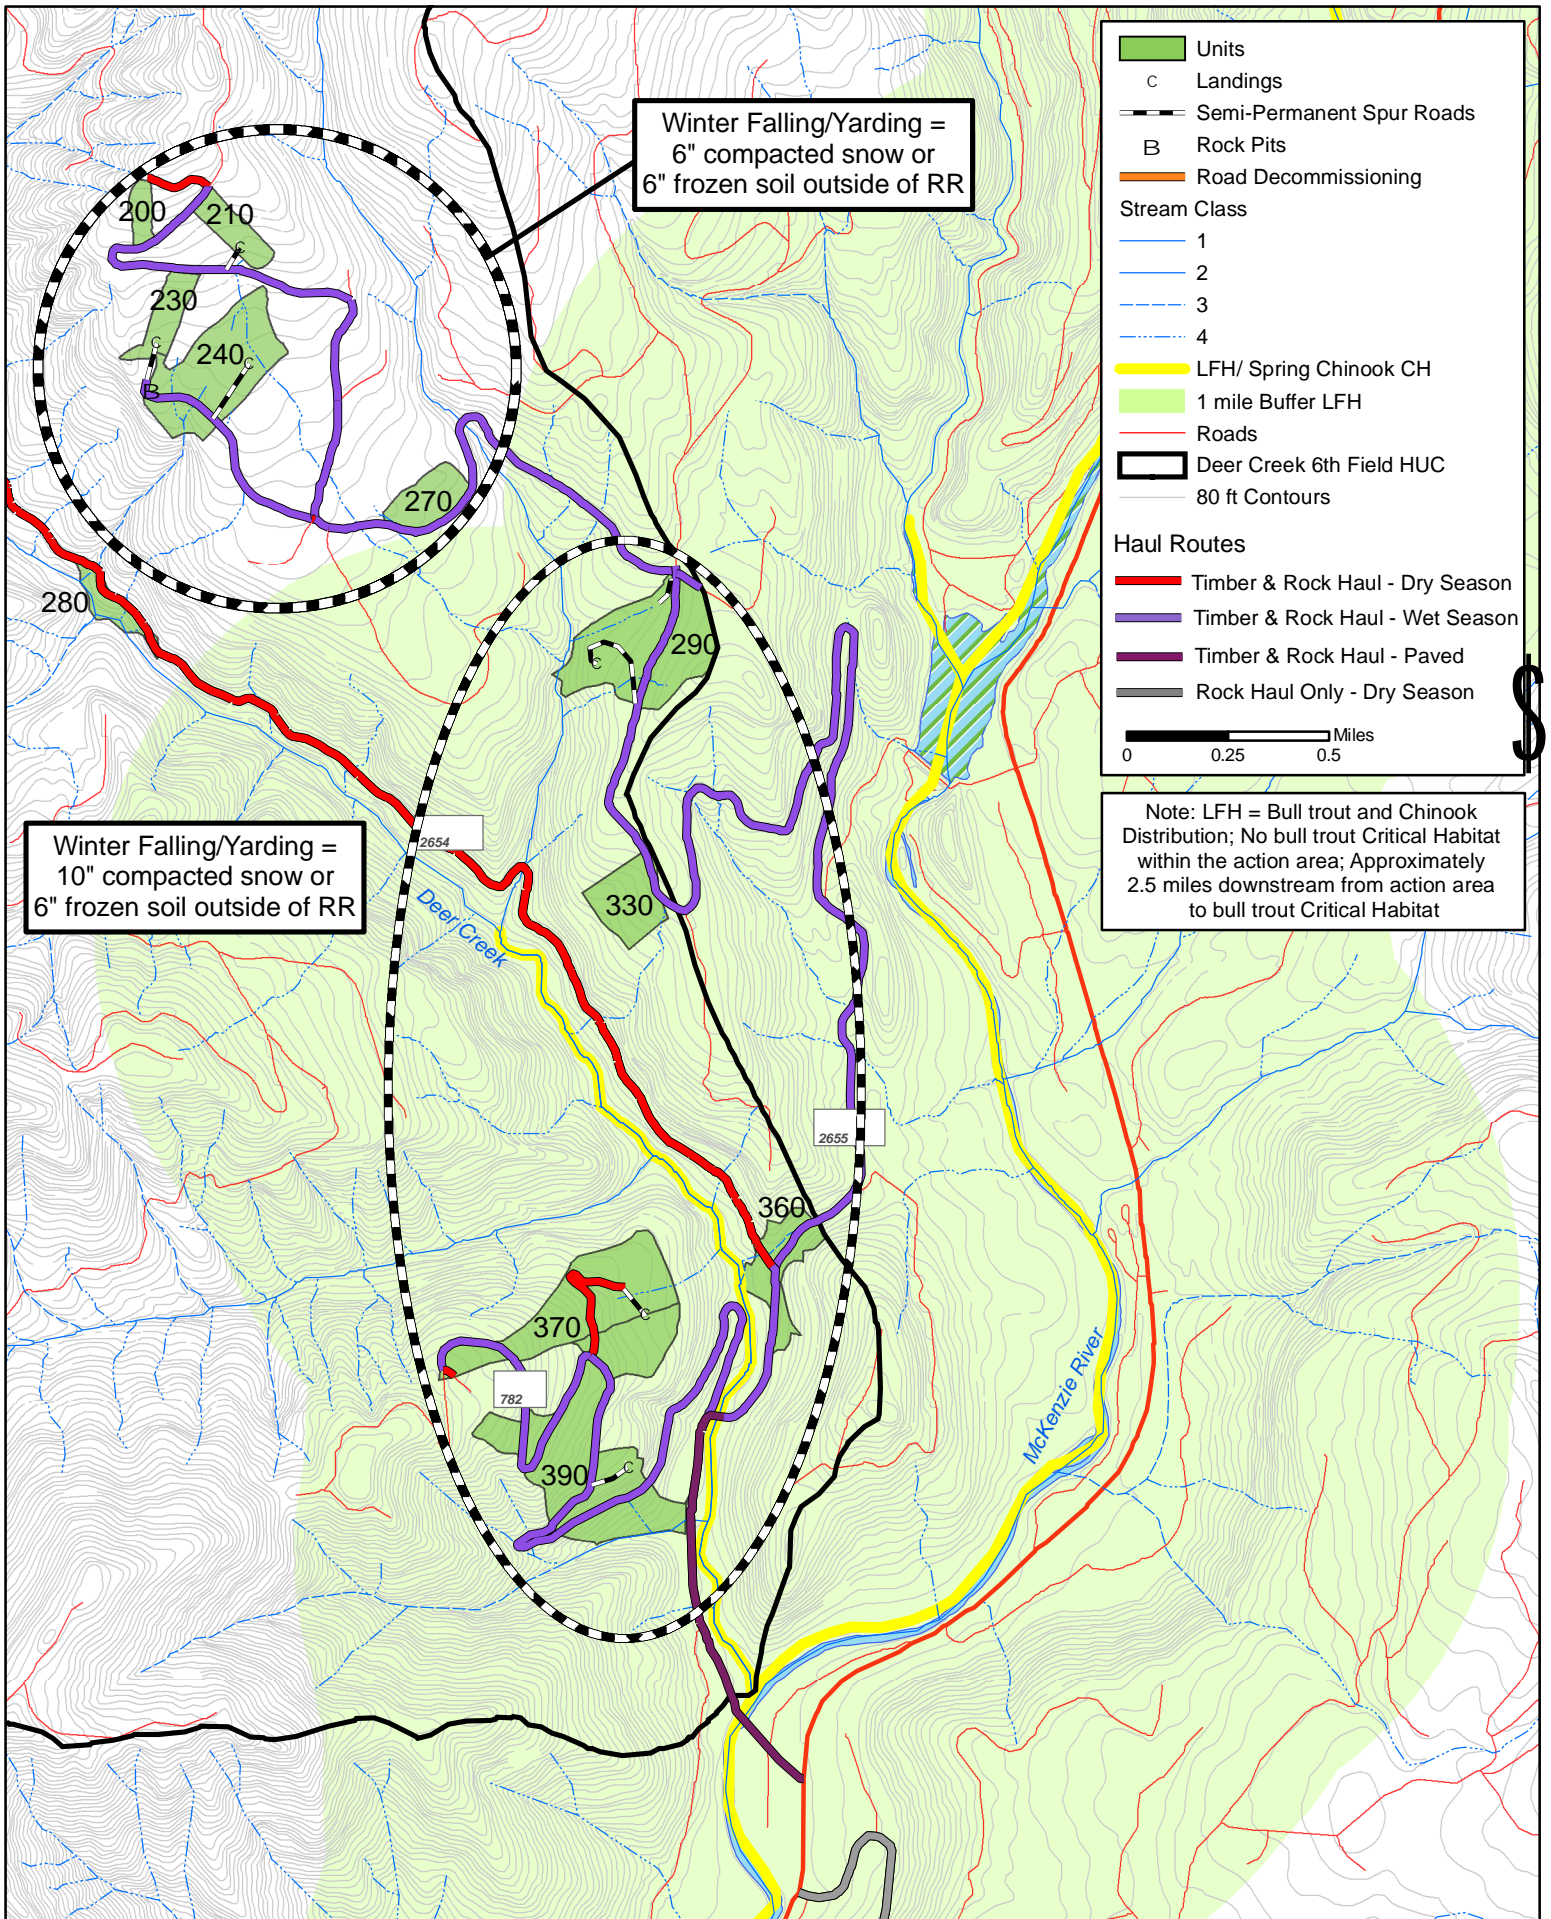 Units
C Landings
Semi-Permanent Spur Roads
B Rock Pits
Road Decommissioning
Stream Class
1
2
3
4
LFH/ Spring Chinook CH
1 mile Buffer LFH
Roads
Deer Creek 6th Field HUC
80 ft Contours
Haul Routes
Timber & Rock Haul - Dry Season
Timber & Rock Haul - Wet Season
Timber & Rock Haul - Paved
Rock Haul Only - Dry Season
Miles
0 0.25 0.5
$
Note: LFH = Bull trout and Chinook
Distribution; No bull trout Critical Habitat
within the action area; Approximately
2.5 miles downstream from action area
to bull trout Critical Habitat
Winter Falling/Yarding =
6" compacted snow or
6" frozen soil outside of RR
200
210
C
230
C
240
C
B
270
280
290
C
Winter Falling/Yarding =
10" compacted snow or
6" frozen soil outside of RR
2654
330
Deer Creek
2655
360
370
C
782
390
C
McKenzie River